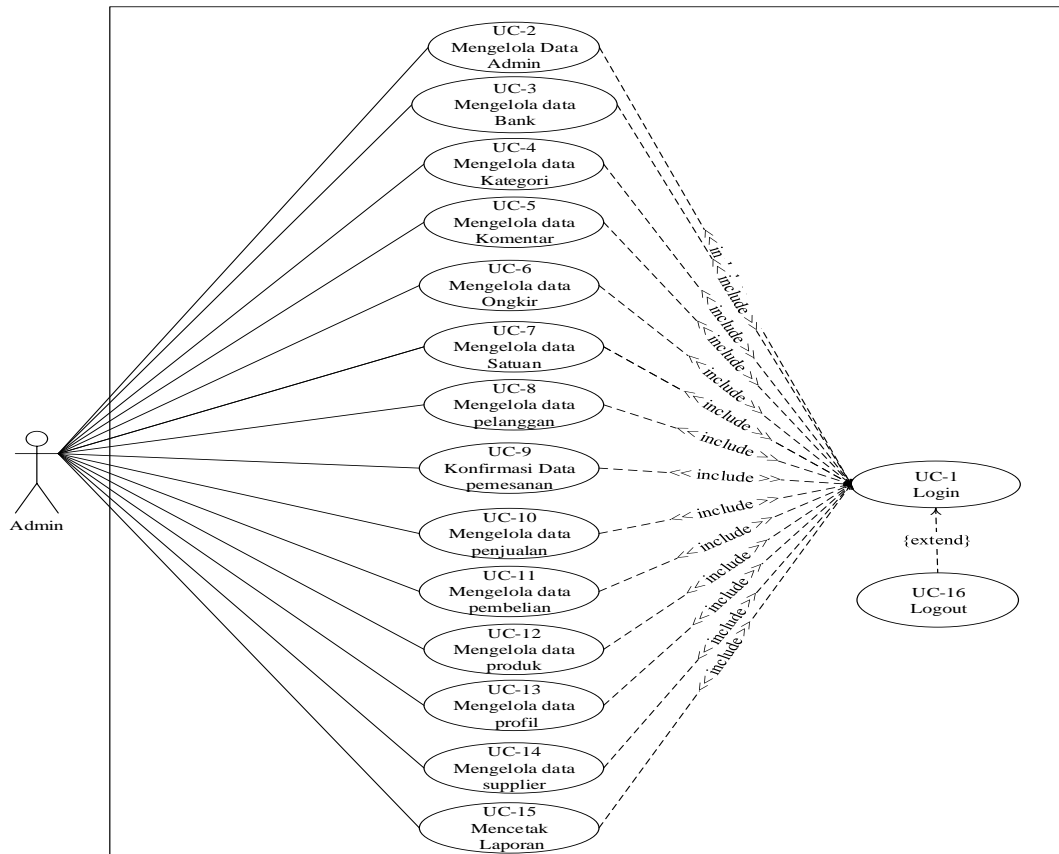 UC-2
Mengelola Data
Admin
UC-3
Mengelola data
Bank
UC-4
Mengelola data
Kategori
UC-5
Mengelola data
Komentar
UC-6
Mengelola data
Ongkir
UC-7
Mengelola data
Satuan
UC-8
Mengelola data
pelanggan
UC-9
Konfirmasi Data
pemesanan
UC-10
Mengelola data
penjualan
UC-11
Mengelola data
pembelian
UC-12
Mengelola data
produk
UC-13
Mengelola data
profil
UC-14
Mengelola data
supplier
UC-15
Mencetak
Laporan
Admin
<< include >>
<< include >>
<< include >>
<< include >>
<< include >>
<< include >>
<< include >>
<< include >>
<< include >>
<< include >>
<< include >>
<< include >>
<< include >>
UC-1
Login
{extend}
UC-16
Logout